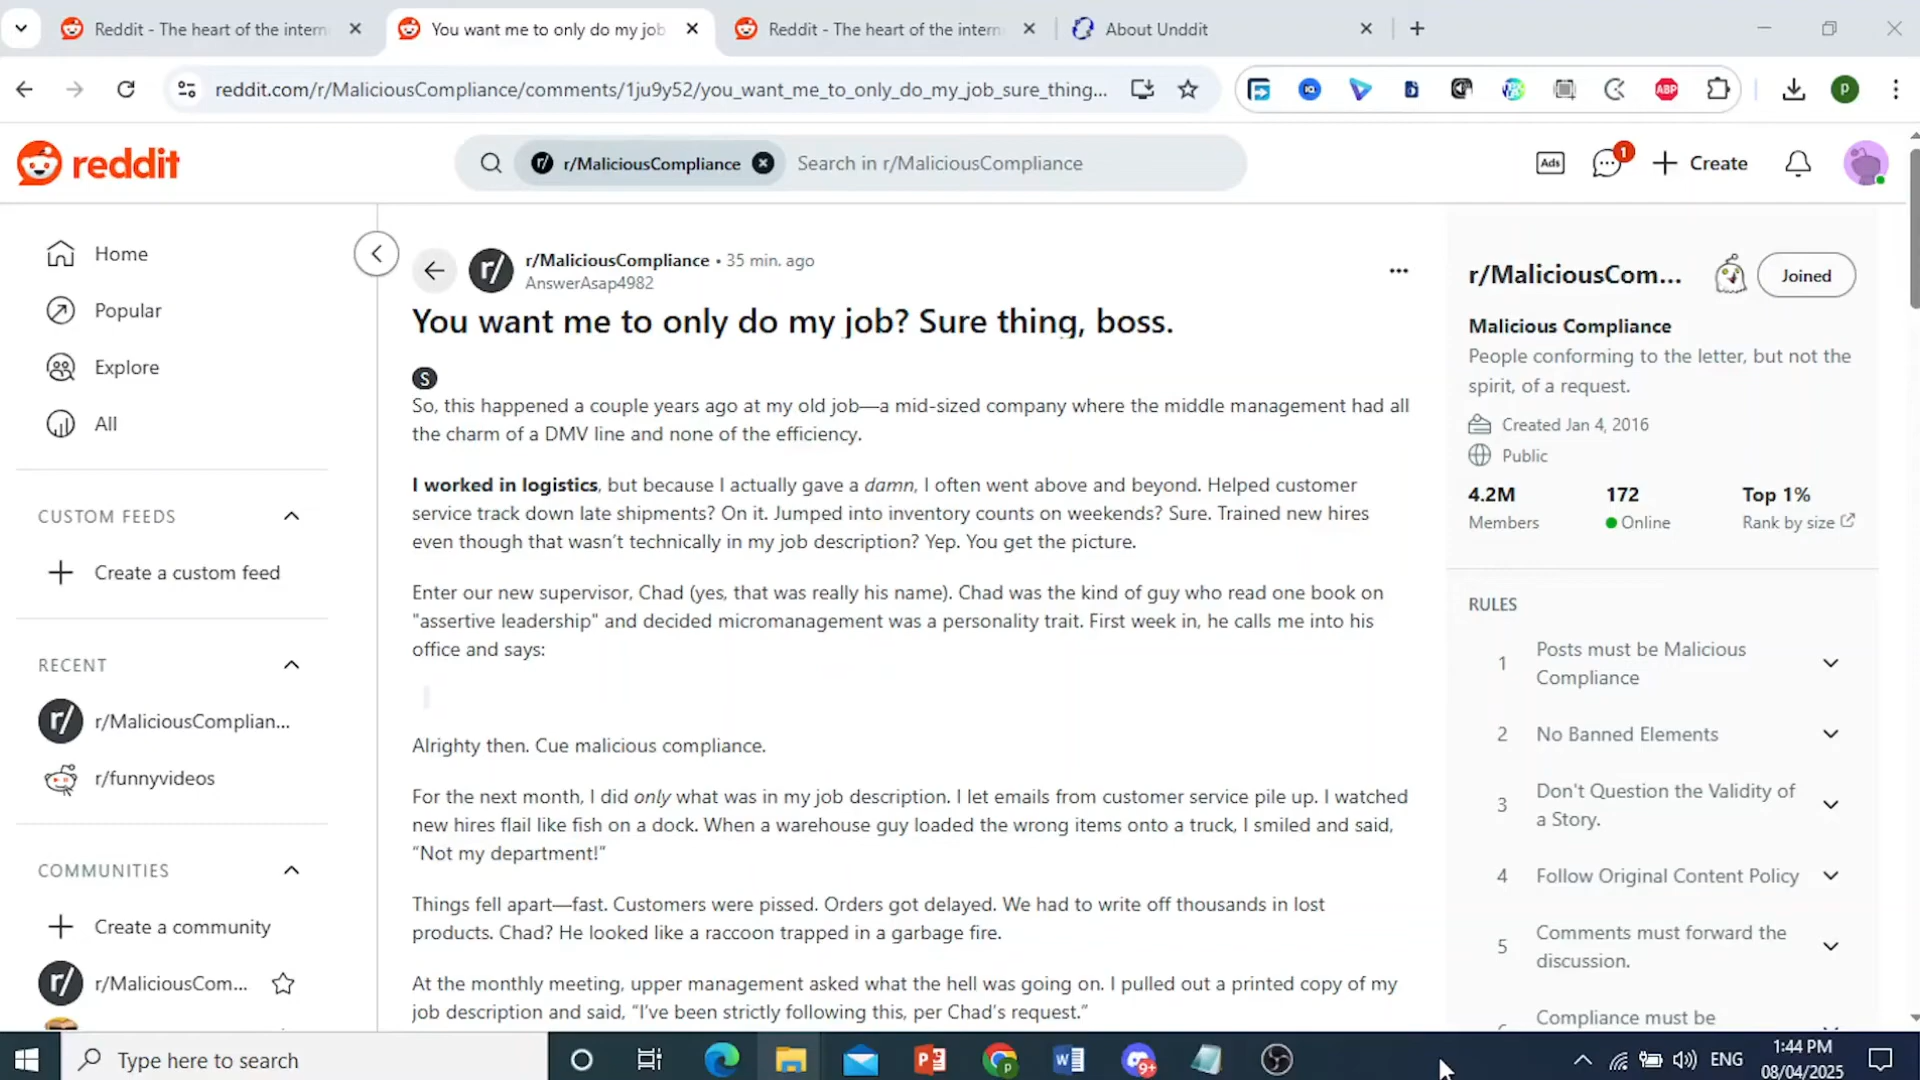 Reddit - The heart of the intern
You want me to only do my job
Reddit - The heart of the intern
About Unddit
reddit.com/r/MaliciousCompliance/comments/1ju9y52/you_want_me_to_only_do_my_job_sure_thing...
ABP
p
reddit
r/MaliciousCompliance
Search in r/MaliciousCompliance
Ads
1
Create
Home
Popular
Explore
All
CUSTOM FEEDS
Create a custom feed
RECENT
r/MaliciousComplian...
r/funnyvideos
COMMUNITIES
Create a community
r/MaliciousCom...
r/MaliciousCompliance • 35 min. ago
AnswerAsap4982
You want me to only do my job? Sure thing, boss.
S
So, this happened a couple years ago at my old job—a mid-sized company where the middle management had all
the charm of a DMV line and none of the efficiency.
I worked in logistics, but because I actually gave a damn, I often went above and beyond. Helped customer
service track down late shipments? On it. Jumped into inventory counts on weekends? Sure. Trained new hires
even though that wasn't technically in my job description? Yep. You get the picture.
Enter our new supervisor, Chad (yes, that was really his name). Chad was the kind of guy who read one book on
"assertive leadership" and decided micromanagement was a personality trait. First week in, he calls me into his
office and says:
Alrighty then. Cue malicious compliance.
For the next month, I did only what was in my job description. I let emails from customer service pile up. I watched
new hires flail like fish on a dock. When a warehouse guy loaded the wrong items onto a truck, I smiled and said,
“Not my department!”
Things fell apart—fast. Customers were pissed. Orders got delayed. We had to write off thousands in lost
products. Chad? He looked like a raccoon trapped in a garbage fire.
At the monthly meeting, upper management asked what the hell was going on. I pulled out a printed copy of my
job description and said, “I've been strictly following this, per Chad's request.”
r/MaliciousCom...
Joined
Malicious Compliance
People conforming to the letter, but not the
spirit, of a request.
Created Jan 4, 2016
Public
4.2M
Members
172
Online
Top 1%
Rank by size
RULES
1
Posts must be Malicious
Compliance
2
No Banned Elements
3
Don't Question the Validity of
a Story.
4
Follow Original Content Policy
5
Comments must forward the
discussion.
Compliance must be
Type here to search
9+
ENG
1:44 PM
08/04/2025